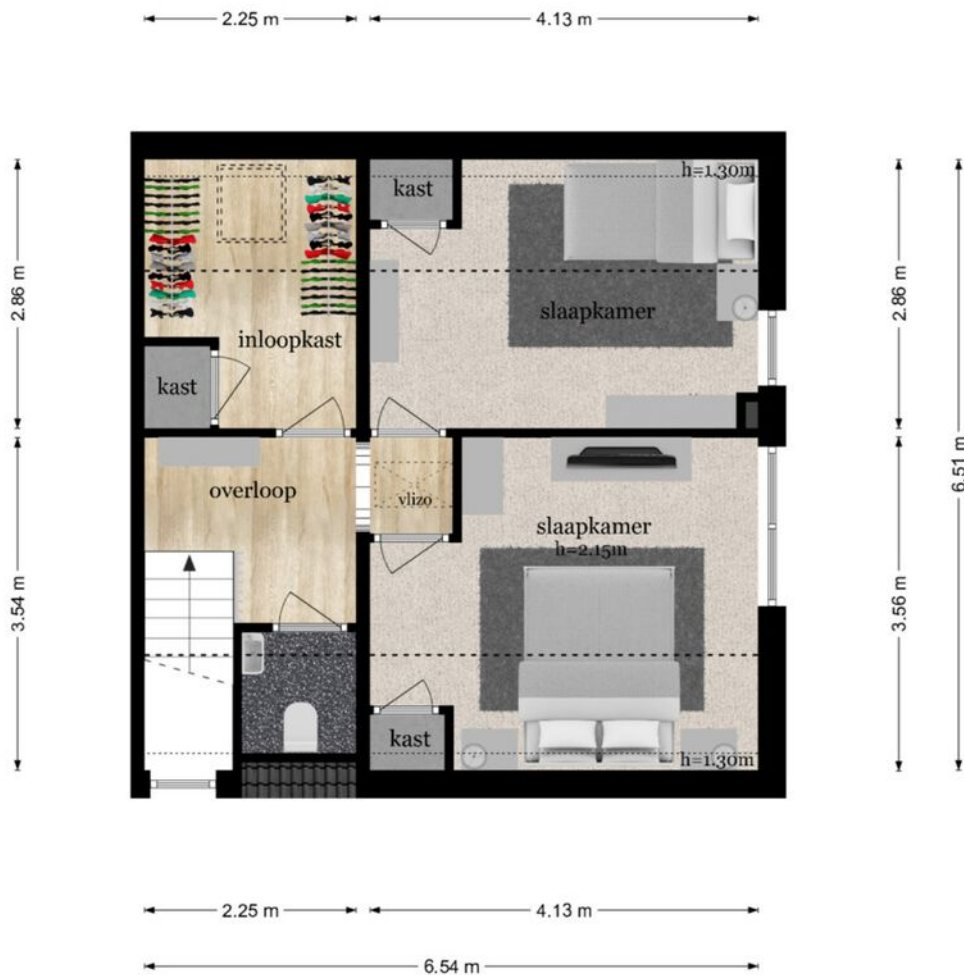 2.25 m
4.13 m
h=1.30m
kast
slaapkamer
inloopkast
kast
2.86 m
2.86 m
6.51 m
overloop
vlizo
slaapkamer
h=2.15m
3.54 m
3.56 m
kast
h=1.30m
2.25 m
4.13 m
6.54 m